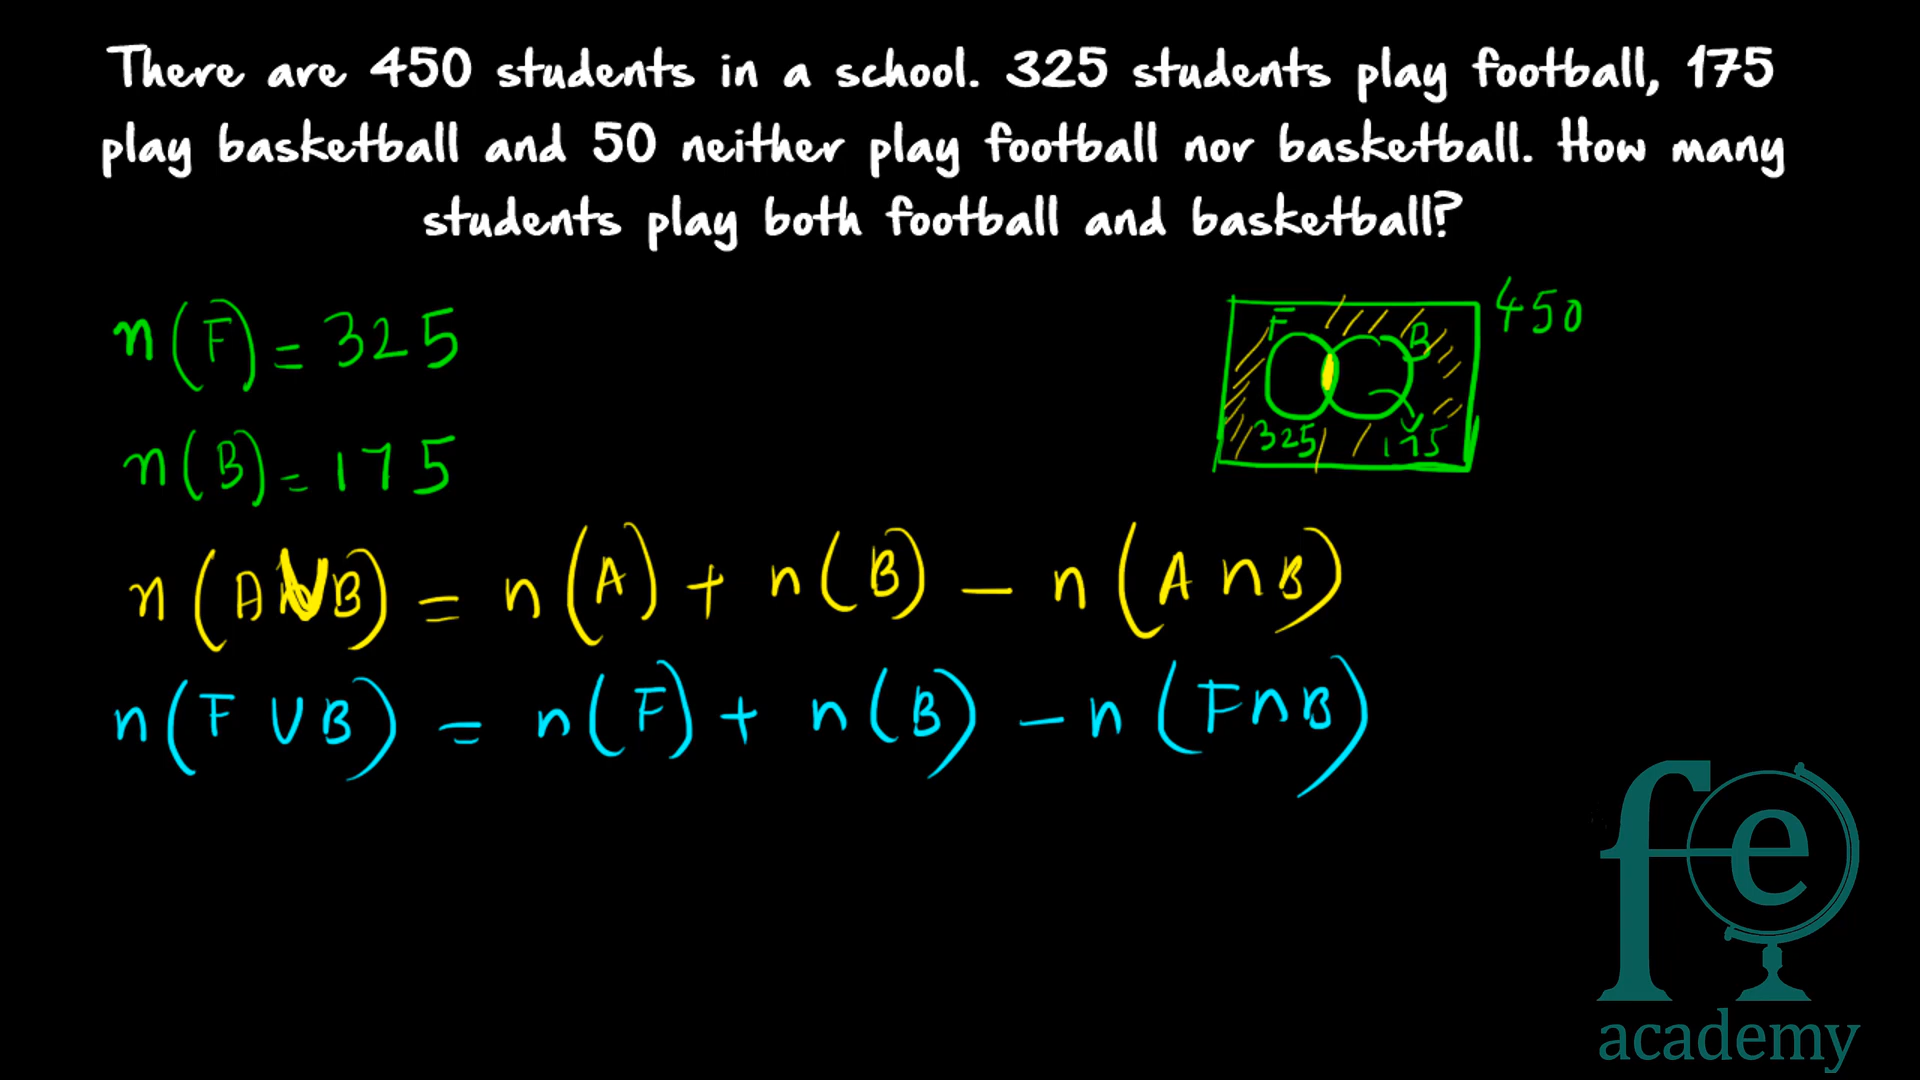 There are 450 students in a school. 325 students play football, 175
play basketball and 50 neither play football nor basketball. How many
students play both football and basketball?
n(F) = 325
450
F
B
325
175
n(B) = 175
n(A∪B) = n(A) + n(B) - n(A∩B)
n(F∪B) = n(F) + n(B) - n(F∩B)
fe
academy